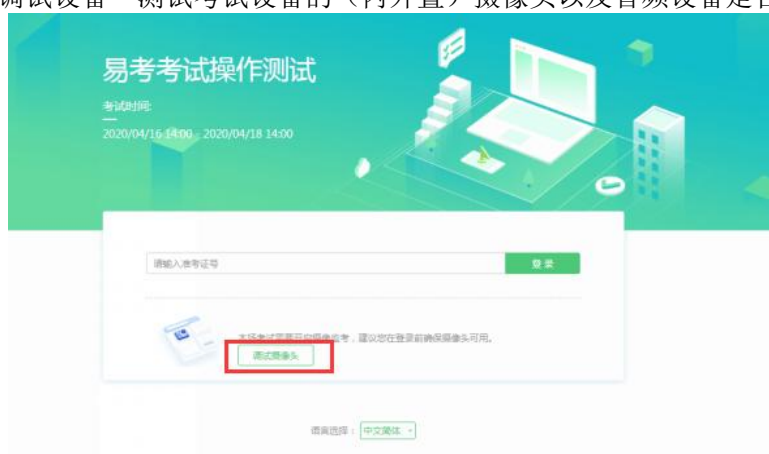 调试设备 测试考试设备的（内外置）摄像头以及音频设备是否
易考考试操作测试
考试时间:
2020/04/16 14:00 - 2020/04/18 14:00
请输入准考证号
登录
本场考试需要开启摄像监考，建议您在登录前确保摄像头可用。
调试摄像头
语言选择： 中文简体